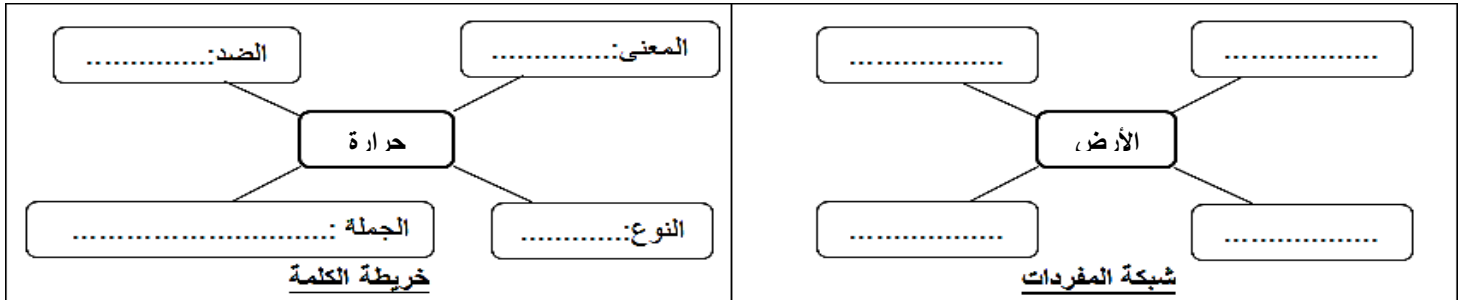 ................
................
الأرض
................
................
شبكة المفردات
المعنى:..............
الضد:..............
حرارة
النوع:............
الجملة :............................
خريطة الكلمة